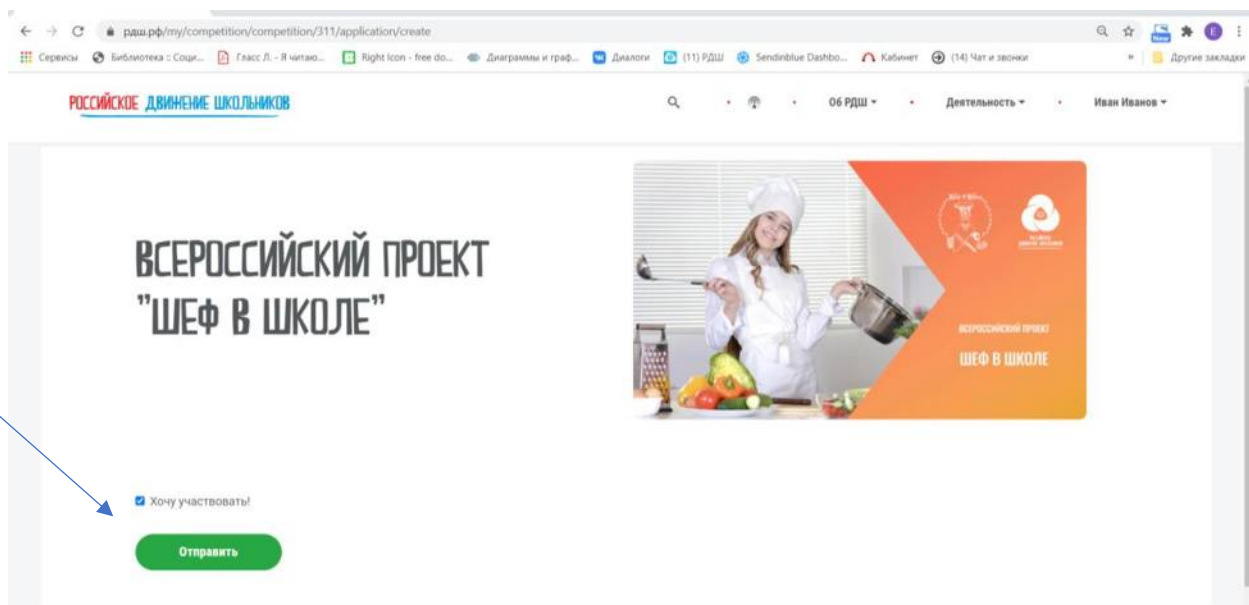 рдш.рф/my/competition/competition/311/application/create
Сервисы Библиотека :: Соци... Гласс Л. - Я читаю... Right Icon - free do... Диаграммы и граф... Диалоги (11) РДШ Sendinblue Dashbo... Кабинет (14) Чат и звонки » Другие закладки
РОССИЙСКОЕ ДВИЖЕНИЕ ШКОЛЬНИКОВ
Об РДШ
Деятельность
Иван Иванов
ВСЕРОССИЙСКИЙ ПРОЕКТ
"ШЕФ В ШКОЛЕ"
ВСЕРОССИЙСКИЙ ПРОЕКТ
ШЕФ В ШКОЛЕ
Хочу участвовать!
Отправить